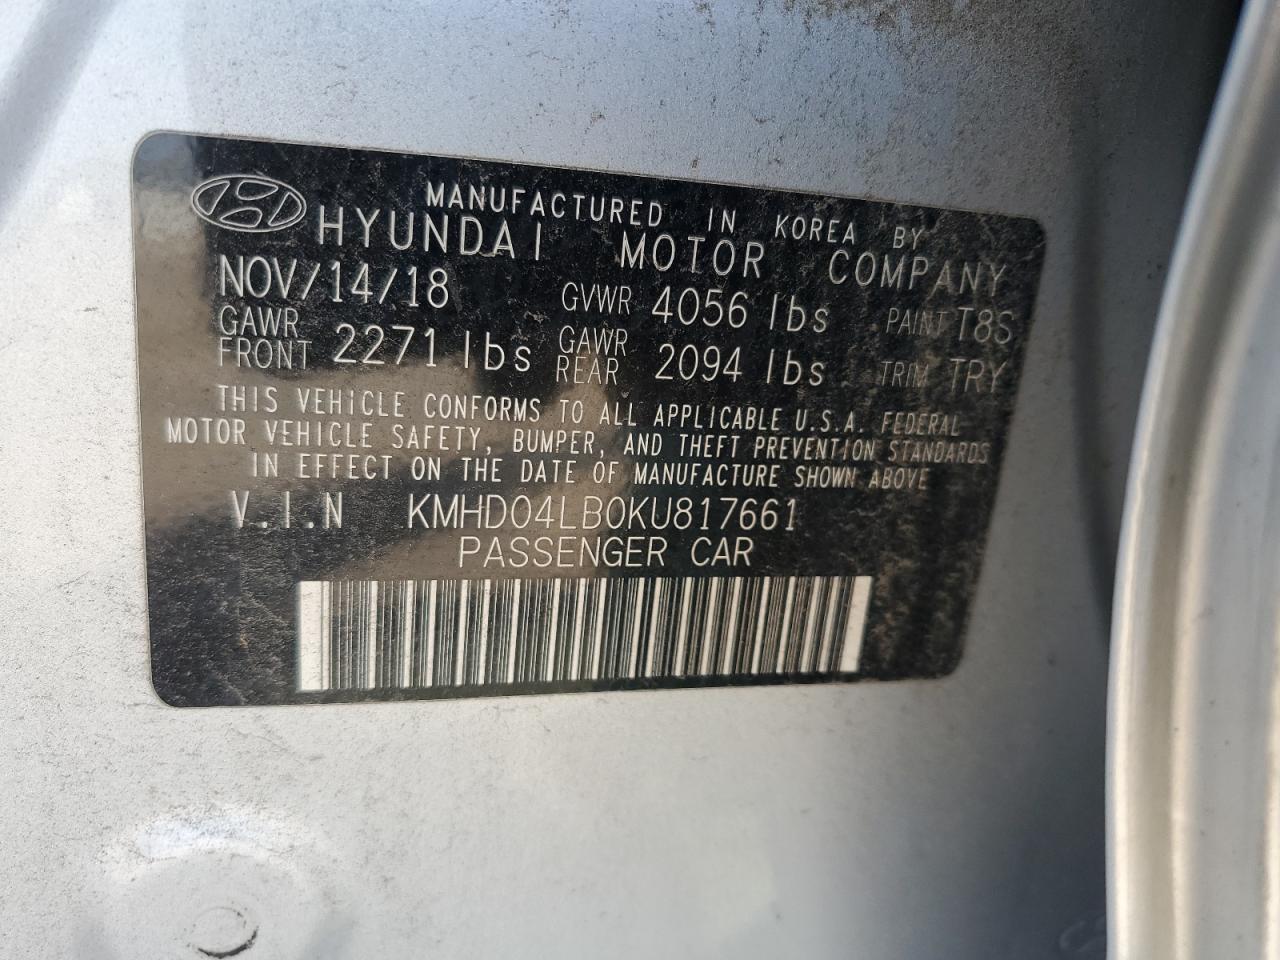 MANUFACTURED IN KOREA BY
HYUNDAI MOTOR COMPANY
NOV/14/18 GVWR 4056 lbs PAINT T8S
GAWR FRONT 2271 lbs GAWR REAR 2094 lbs TRIM TRY
THIS VEHICLE CONFORMS TO ALL APPLICABLE U.S.A. FEDERAL
MOTOR VEHICLE SAFETY, BUMPER, AND THEFT PREVENTION STANDARDS
IN EFFECT ON THE DATE OF MANUFACTURE SHOWN ABOVE
V.I.N KMHD04LB0KU817661
PASSENGER CAR